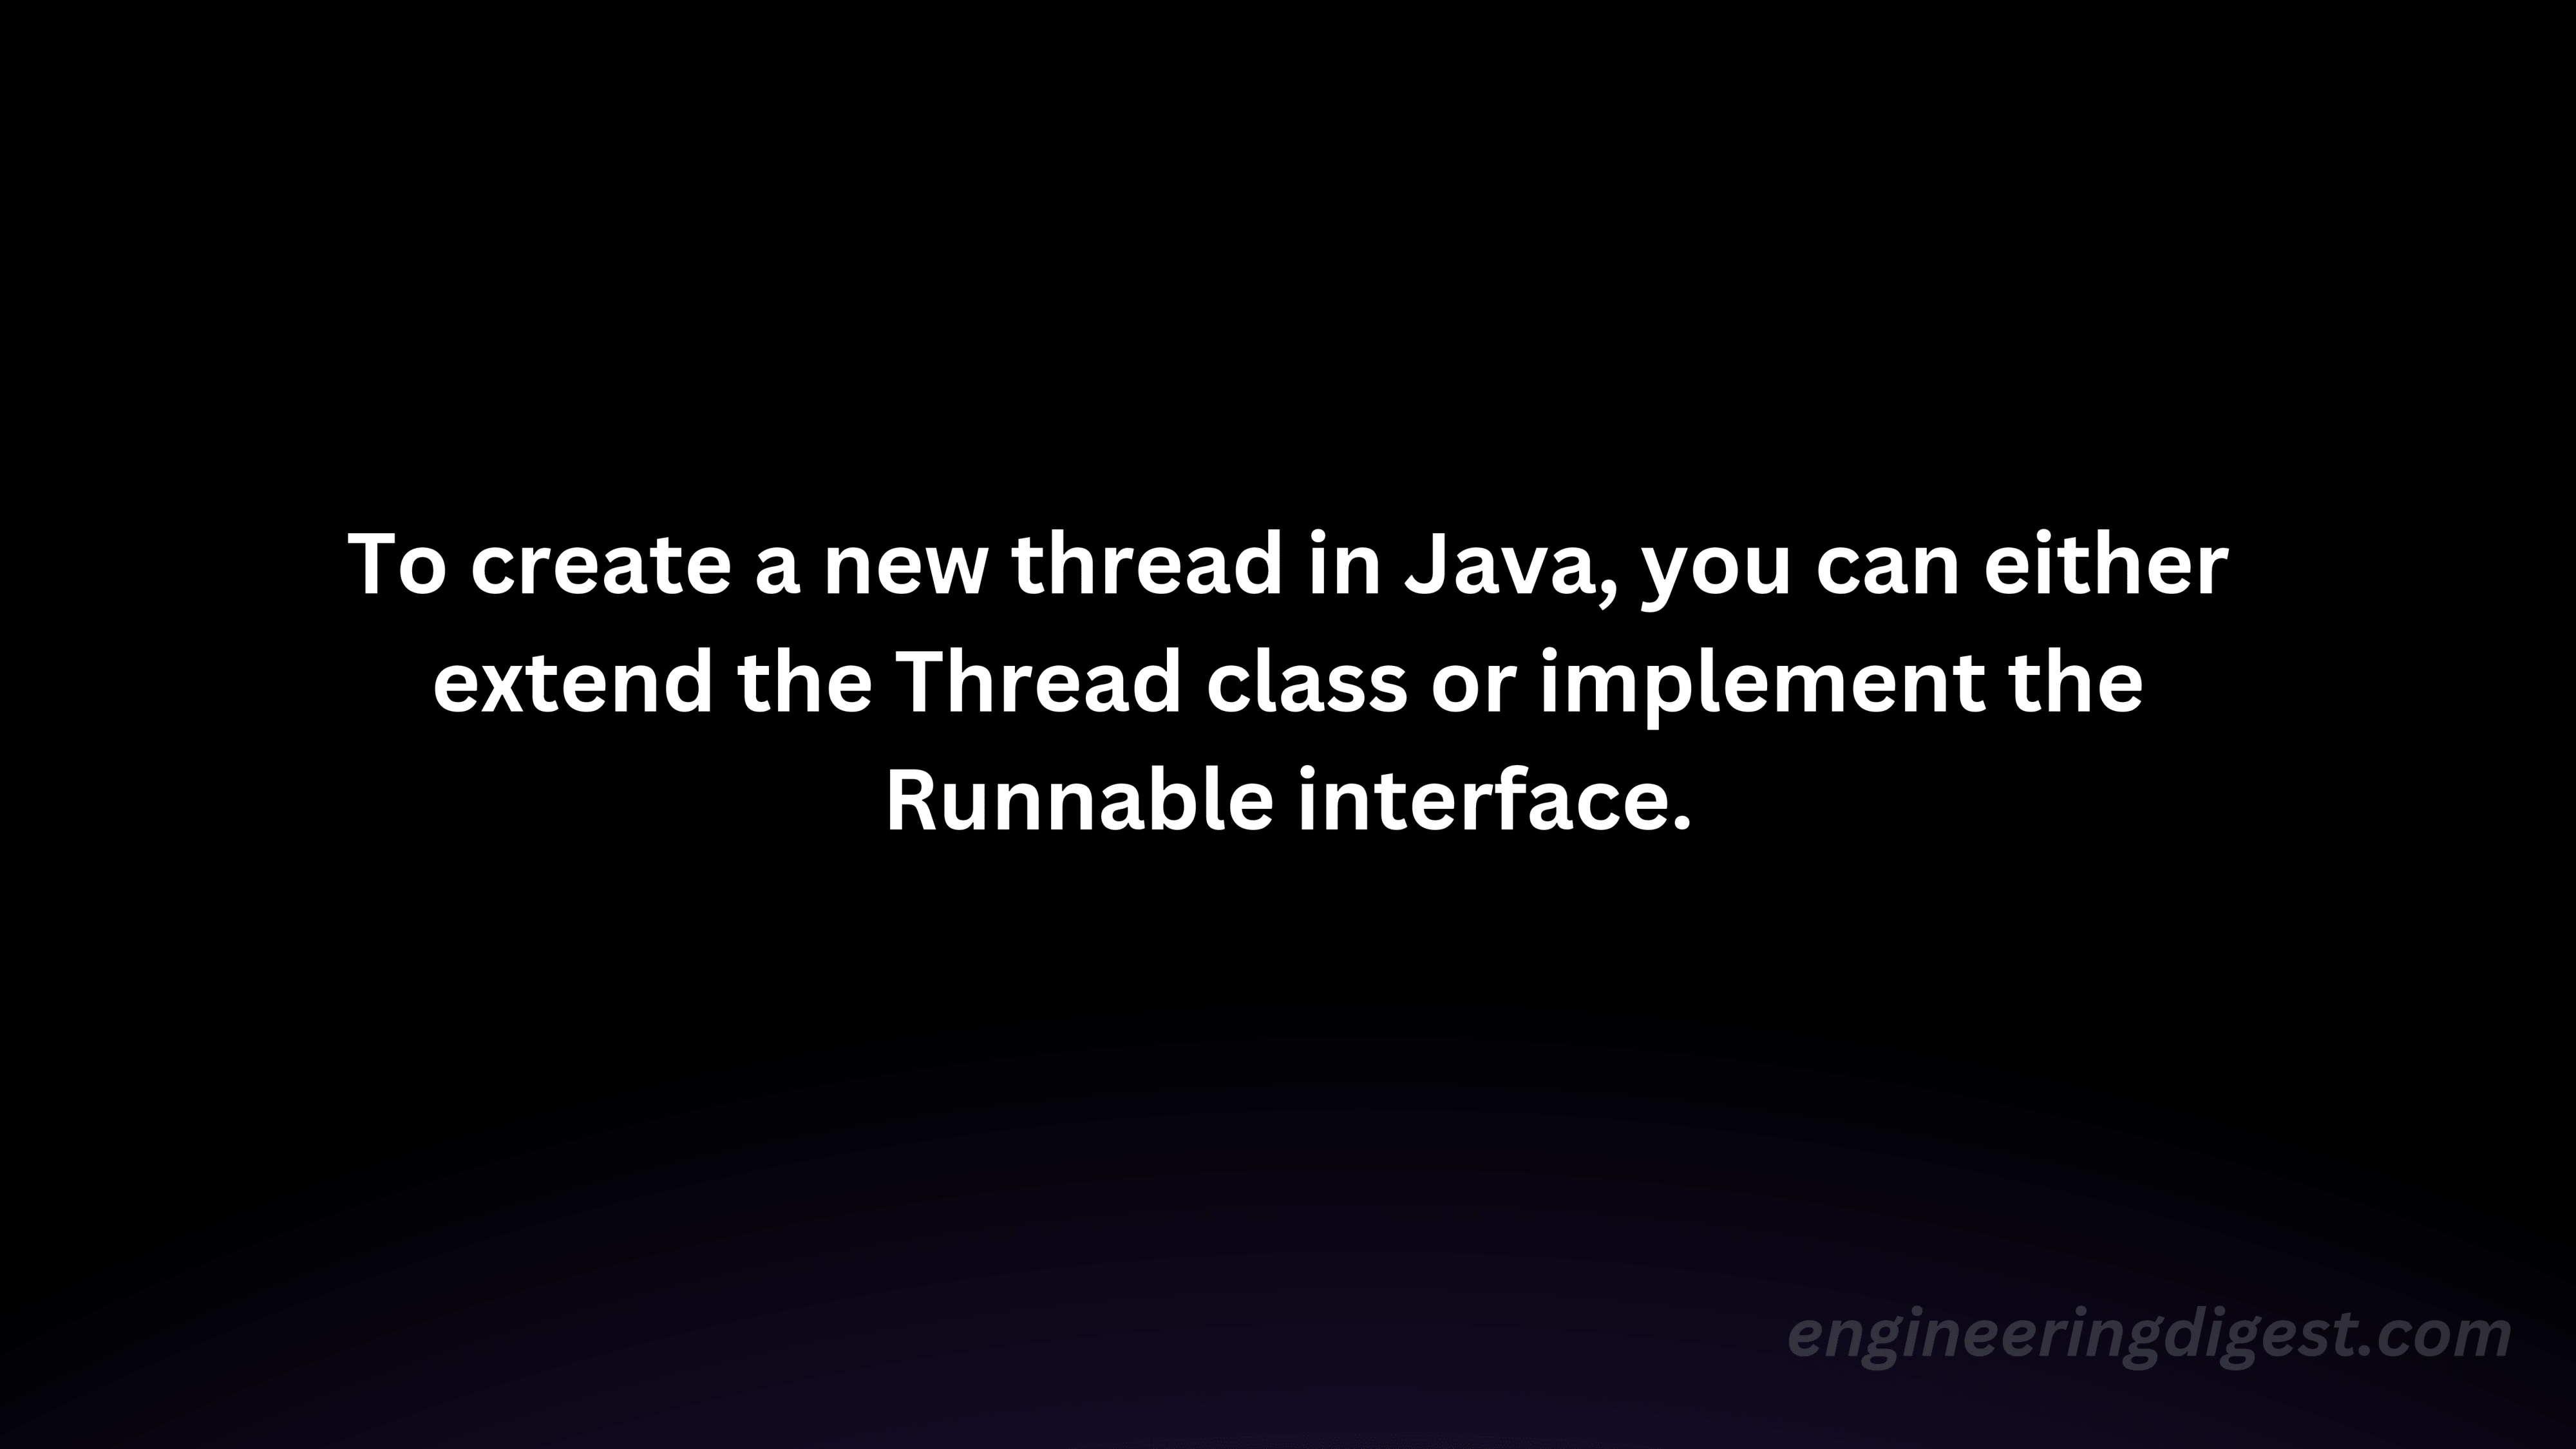 To create a new thread in Java, you can either
extend the Thread class or implement the
Runnable interface.
engineeringdigest.com